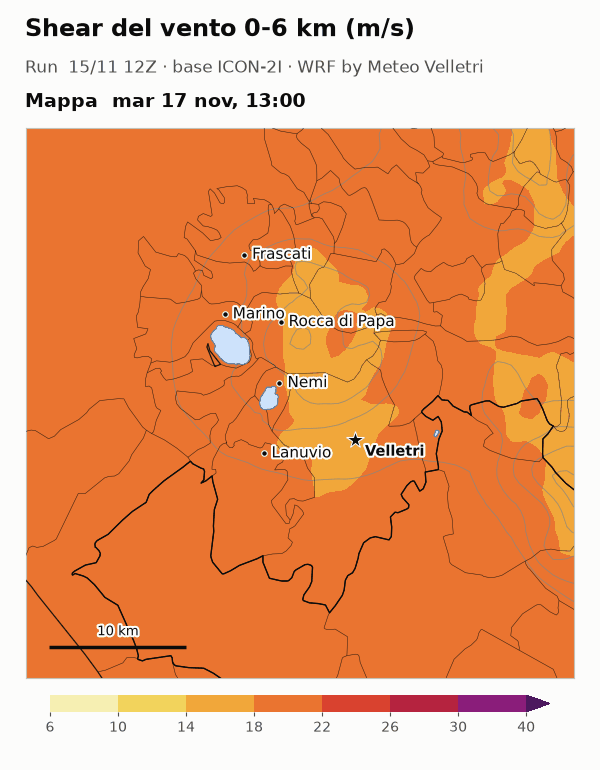 Shear del vento 0-6 km (m/s)
Run  15/11 12Z · base ICON-2I · WRF by Meteo Velletri
Mappa  mar 17 nov, 13:00
Frascati
Marino
Rocca di Papa
Nemi
Velletri
Lanuvio
10 km
6 10 14 18 22 26 30 40